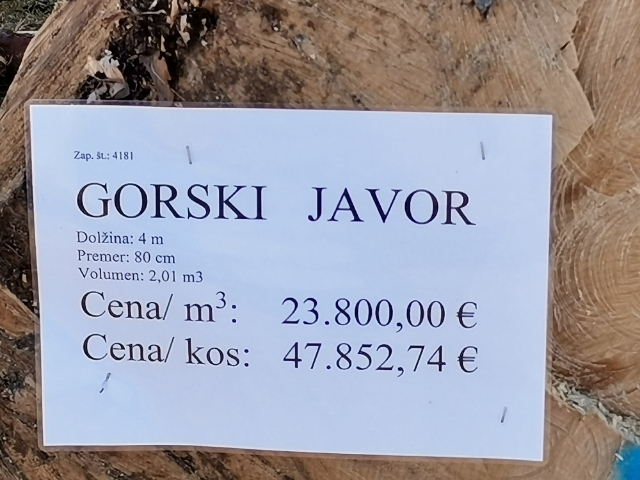 Zap. št.: 4181
GORSKI JAVOR
Dolžina: 4 m
Premer: 80 cm
Volumen: 2,01 m3
Cena/ m³: 23.800,00 €
Cena/ kos: 47.852,74 €